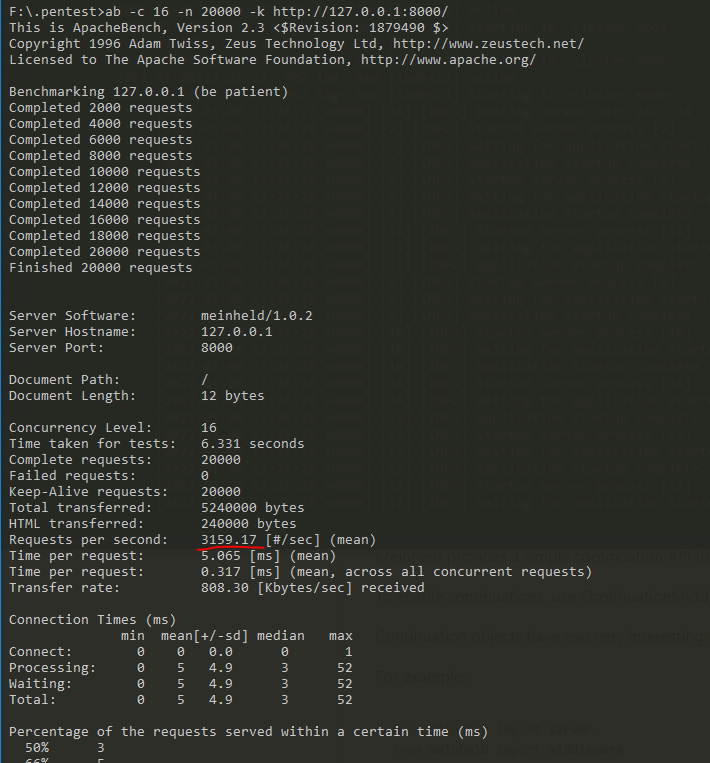 F:\.pentest>ab -c 16 -n 20000 -k http://127.0.0.1:8000/
This is ApacheBench, Version 2.3 <$Revision: 1879490 $>
Copyright 1996 Adam Twiss, Zeus Technology Ltd, http://www.zeustech.net/
Licensed to The Apache Software Foundation, http://www.apache.org/

Benchmarking 127.0.0.1 (be patient)
Completed 2000 requests
Completed 4000 requests
Completed 6000 requests
Completed 8000 requests
Completed 10000 requests
Completed 12000 requests
Completed 14000 requests
Completed 16000 requests
Completed 18000 requests
Completed 20000 requests
Finished 20000 requests

Server Software:        meinheld/1.0.2
Server Hostname:        127.0.0.1
Server Port:            8000

Document Path:          /
Document Length:        12 bytes

Concurrency Level:      16
Time taken for tests:   6.331 seconds
Complete requests:      20000
Failed requests:        0
Keep-Alive requests:    20000
Total transferred:      5240000 bytes
HTML transferred:       240000 bytes
Requests per second:    3159.17 [#/sec] (mean)
Time per request:       5.065 [ms] (mean)
Time per request:       0.317 [ms] (mean, across all concurrent requests)
Transfer rate:          808.30 [Kbytes/sec] received

Connection Times (ms)
              min  mean[+/-sd] median   max
Connect:        0    0   0.0      0       1
Processing:     0    5   4.9      3      52
Waiting:        0    5   4.9      3      52
Total:          0    5   4.9      3      52

Percentage of the requests served within a certain time (ms)
  50%      3
  66%      5